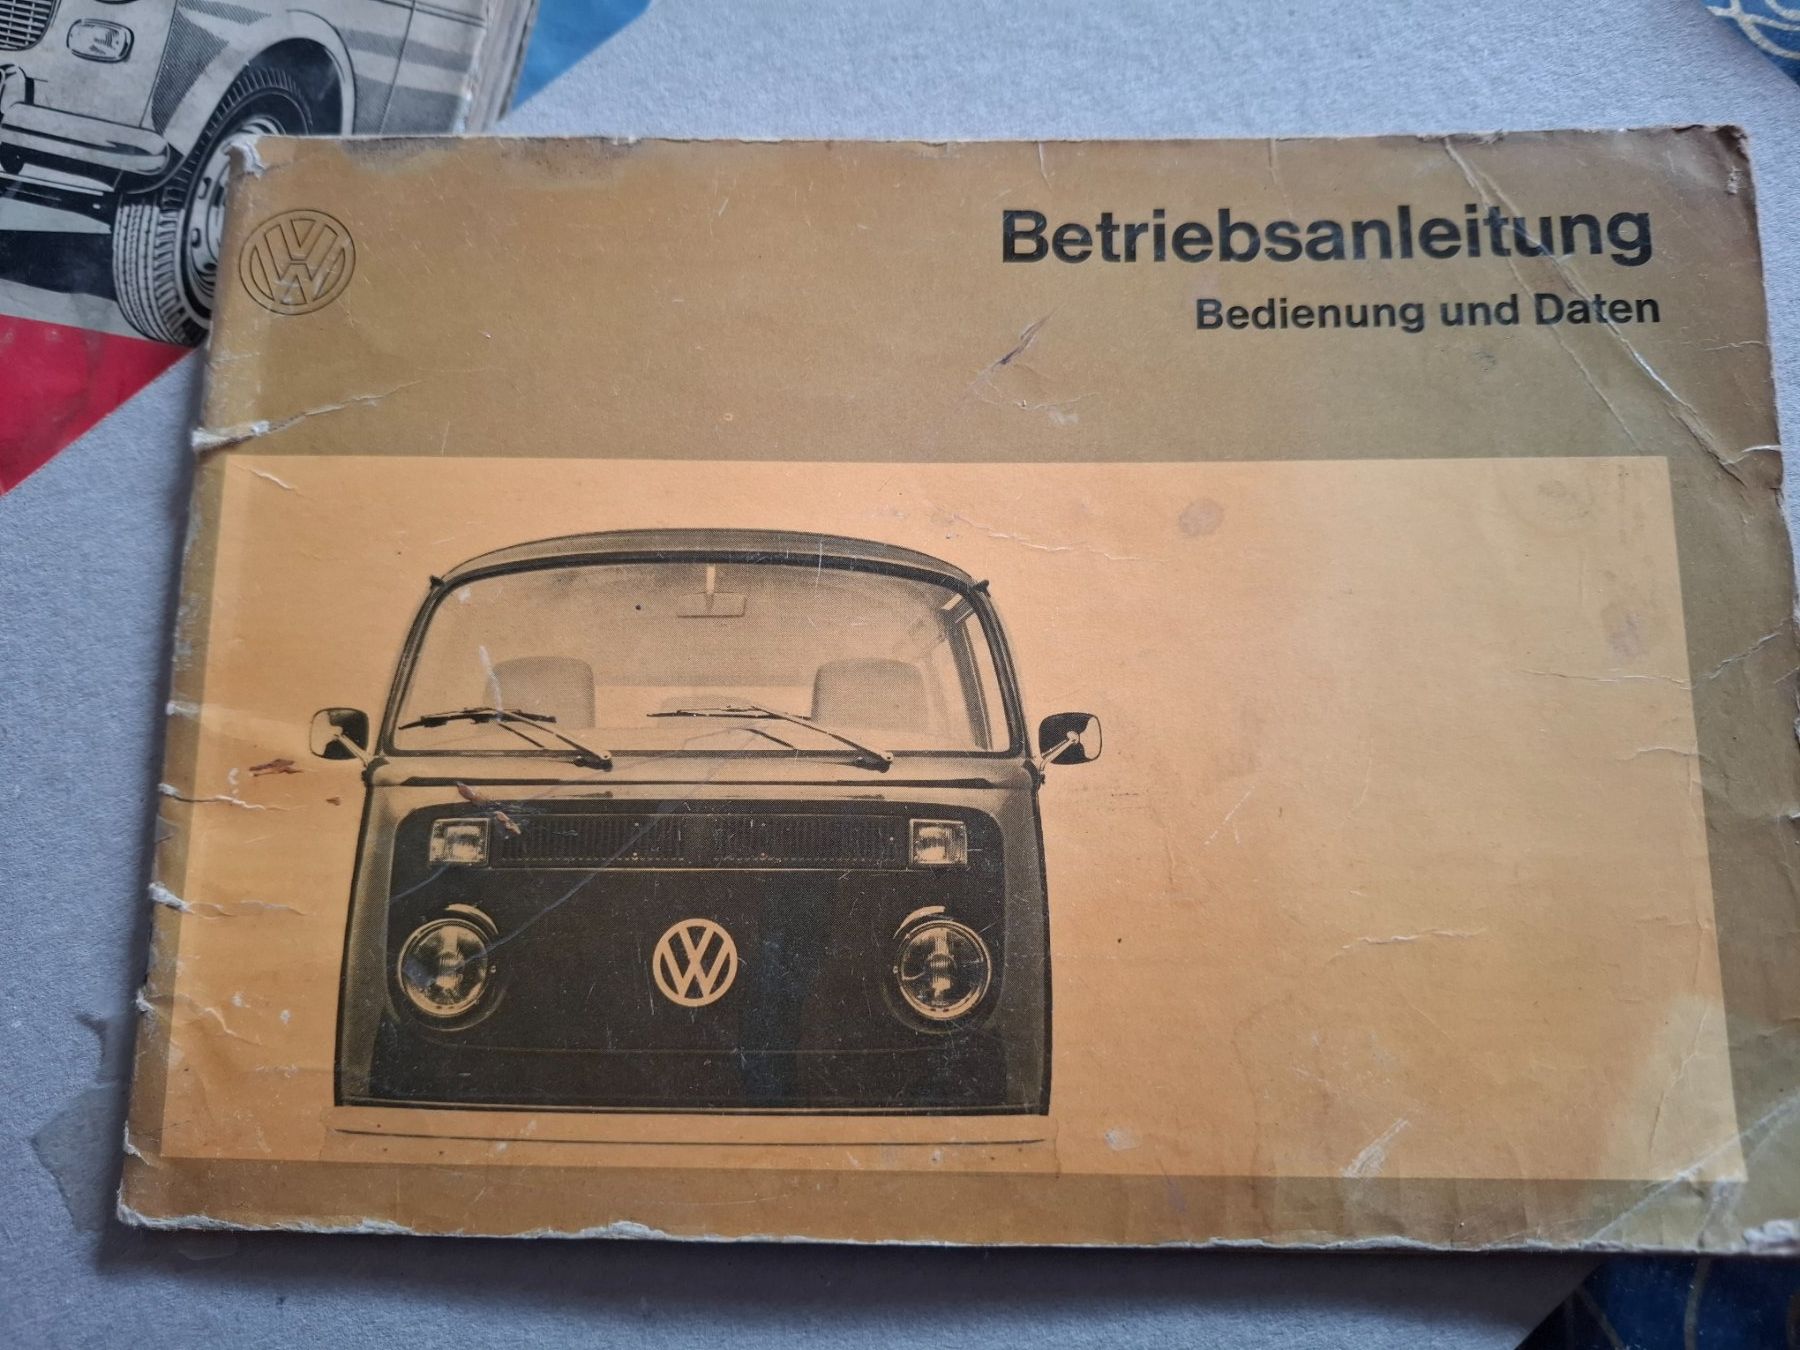 Betriebsanleitung
Bedienung und Daten